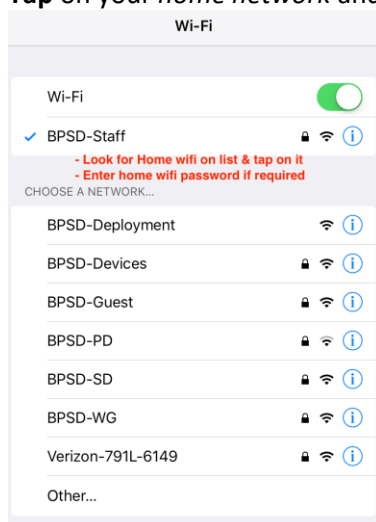 Tap on your home network and
Wi-Fi
Wi-Fi
BPSD-Staff
- Look for Home wifi on list & tap on it
- Enter home wifi password if required
CHOOSE A NETWORK...
BPSD-Deployment
BPSD-Devices
BPSD-Guest
BPSD-PD
BPSD-SD
BPSD-WG
Verizon-791L-6149
Other...